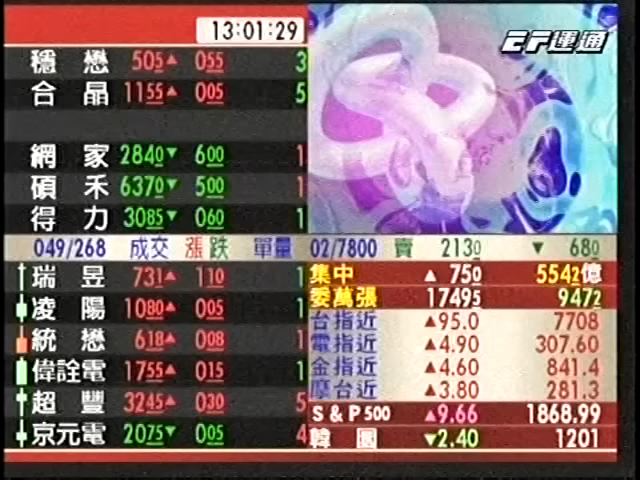 13:01:29
EF運通
穩懋 505▲ 055 3
合晶 1155▲ 005 5
網家 2840▼ 600 1
碩禾 6370▼ 500 1
得力 3085▼ 060 1
049/268 成交 漲跌 單量 02/7800 賣 2130 ▼ 680
瑞昱 731▲ 110 1
集中 ▲750 5542億
凌陽 1080▲ 005 1
委萬張 17495 9472
統懋 618▲ 008 1
台指近 ▲95.0 7708
電指近 ▲4.90 307.60
偉詮電 1755▲ 015 1
金指近 ▲4.60 841.4
超豐 3245▲ 030 5
摩台近 ▲3.80 281.3
S&P500 ▲9.66 1868.99
京元電 2075▼ 005 4
韓圜 ▼2.40 1201